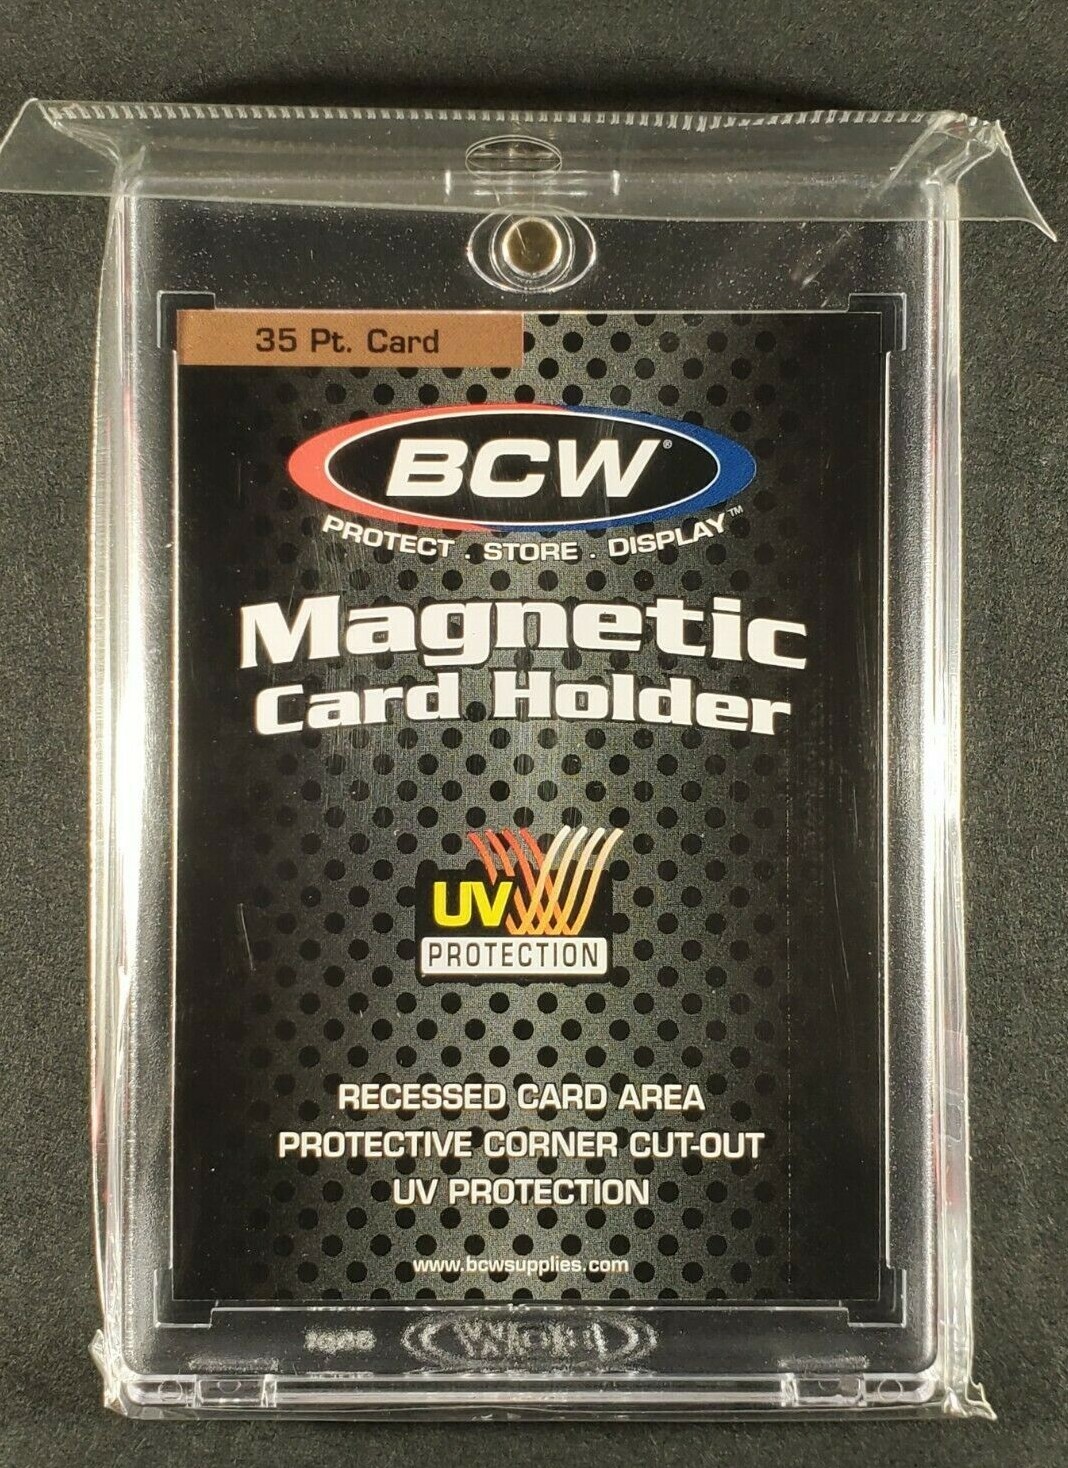 35 Pt. Card
BCW®
PROTECT . STORE . DISPLAY™
Magnetic
Card Holder
UV
PROTECTION
RECESSED CARD AREA
PROTECTIVE CORNER CUT-OUT
UV PROTECTION
www.bcwsupplies.com